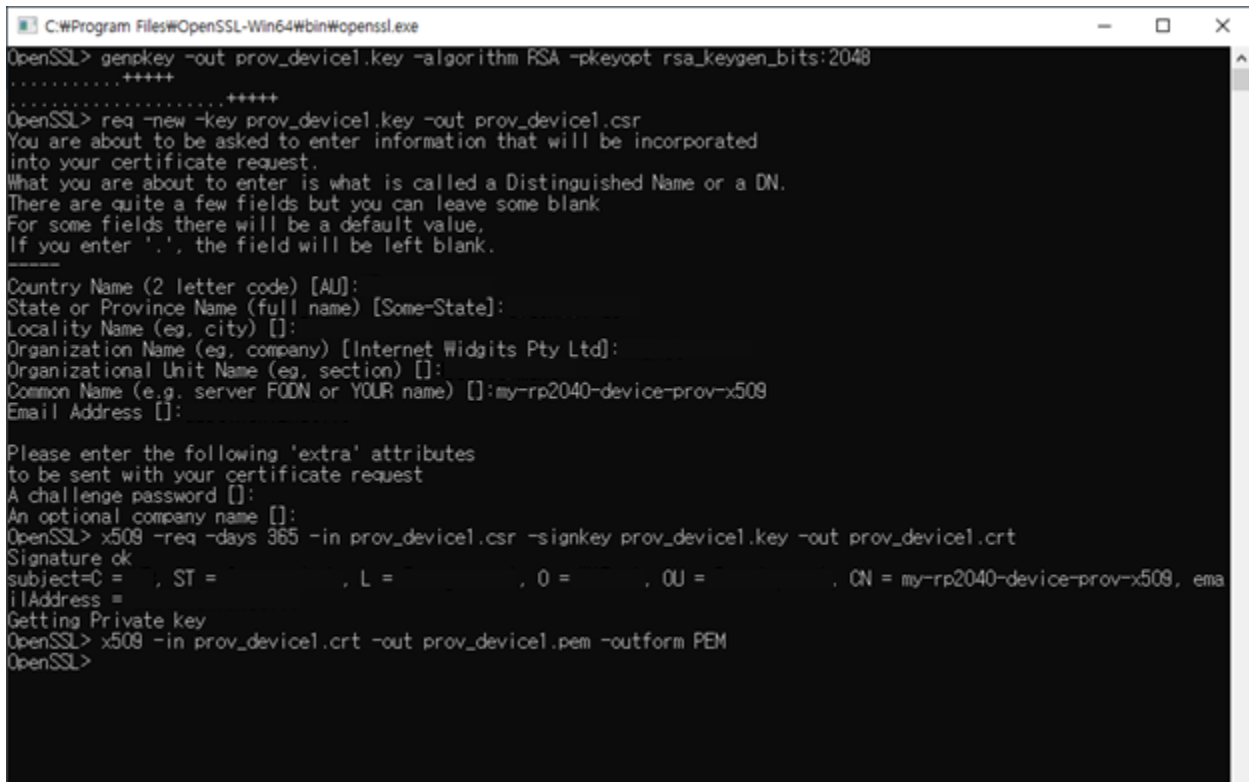 C:₩Program Files₩OpenSSL-Win64₩bin₩openssl.exe
OpenSSL> genpkey -out prov_device1.key -algorithm RSA -pkeyopt rsa_keygen_bits:2048
...........+++++
.....................+++++
OpenSSL> req -new -key prov_device1.key -out prov_device1.csr
You are about to be asked to enter information that will be incorporated
into your certificate request.
What you are about to enter is what is called a Distinguished Name or a DN.
There are quite a few fields but you can leave some blank
For some fields there will be a default value,
If you enter '.', the field will be left blank.
-----
Country Name (2 letter code) [AU]:
State or Province Name (full name) [Some-State]:
Locality Name (eg, city) []:
Organization Name (eg, company) [Internet Widgits Pty Ltd]:
Organizational Unit Name (eg, section) []:
Common Name (e.g. server FQDN or YOUR name) []:my-rp2040-device-prov-x509
Email Address []:
Please enter the following 'extra' attributes
to be sent with your certificate request
A challenge password []:
An optional company name []:
OpenSSL> x509 -req -days 365 -in prov_device1.csr -signkey prov_device1.key -out prov_device1.crt
Signature ok
subject=C = , ST = , L = , O = , OU = , CN = my-rp2040-device-prov-x509, ema
ilAddress =
Getting Private key
OpenSSL> x509 -in prov_device1.crt -out prov_device1.pem -outform PEM
OpenSSL>